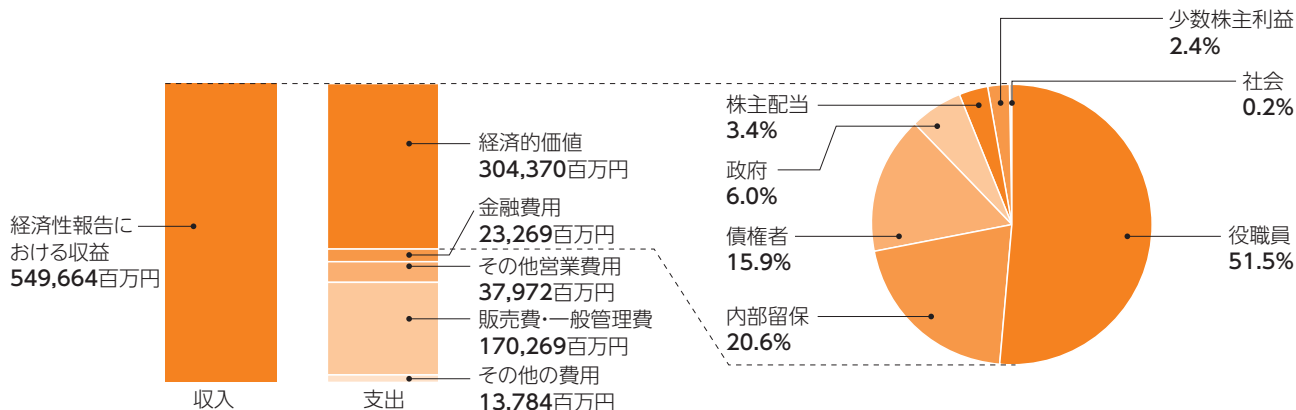 経済性報告に
おける収益
549,664百万円
収入
経済的価値
304,370百万円
金融費用
23,269百万円
その他営業費用
37,972百万円
販売費・一般管理費
170,269百万円
その他の費用
13,784百万円
支出
少数株主利益
2.4%
社会
0.2%
株主配当
3.4%
政府
6.0%
債権者
15.9%
内部留保
20.6%
役職員
51.5%